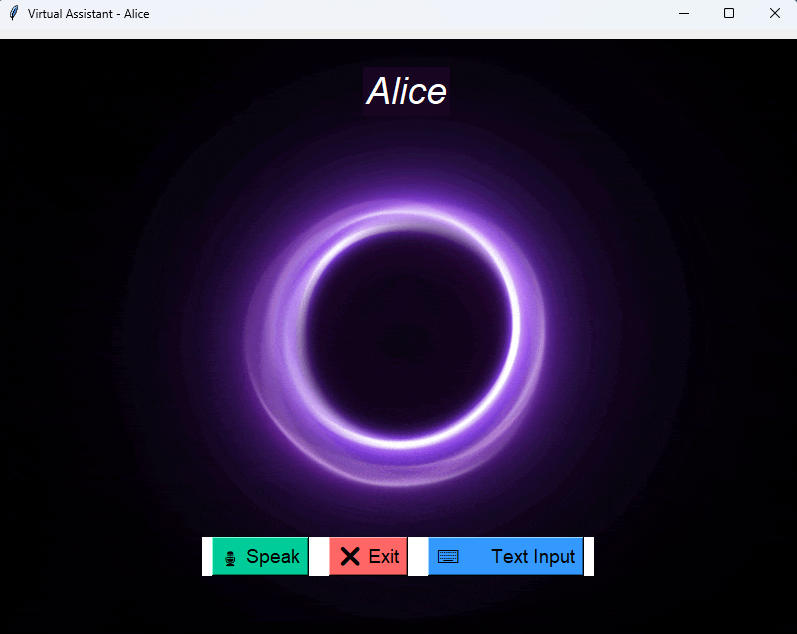 Virtual Assistant - Alice
Alice
Speak Exit Text Input